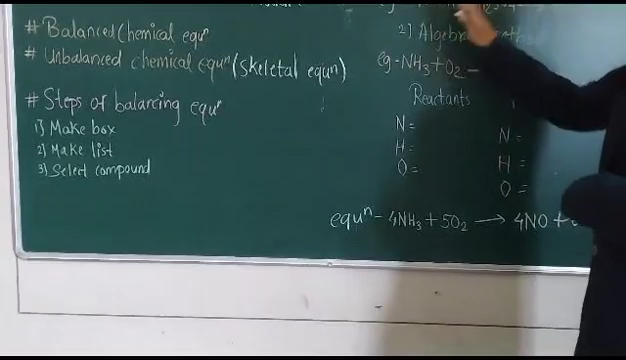 # Balanced Chemical equⁿ
# Unbalanced chemical equⁿ (Skeletal equn)
# Steps of balancing equⁿ
1) Make box
2) Make list
3) Select compound
2] Algebra
eg - NH₃ + O₂ –
Reactants
N =
H =
O =
N =
H =
O =
equⁿ - 4NH₃ + 5O₂ → 4NO +